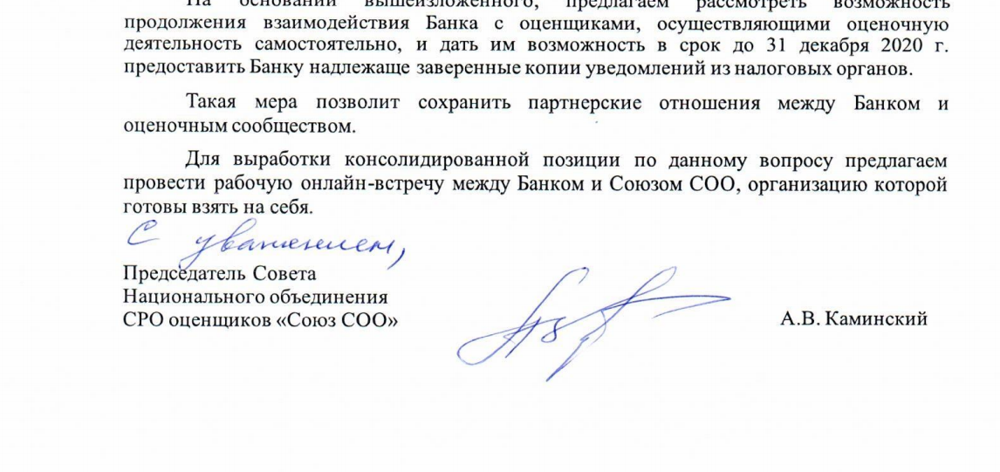 На основании вышеизложенного, предлагаем рассмотреть возможность
продолжения взаимодействия Банка с оценщиками, осуществляющими оценочную
деятельность самостоятельно, и дать им возможность в срок до 31 декабря 2020 г.
предоставить Банку надлежаще заверенные копии уведомлений из налоговых органов.
Такая мера позволит сохранить партнерские отношения между Банком и
оценочным сообществом.
Для выработки консолидированной позиции по данному вопросу предлагаем
провести рабочую онлайн-встречу между Банком и Союзом СОО, организацию которой
готовы взять на себя.
С уважением,
Председатель Совета
Национального объединения
СРО оценщиков «Союз СОО»
А.В. Каминский